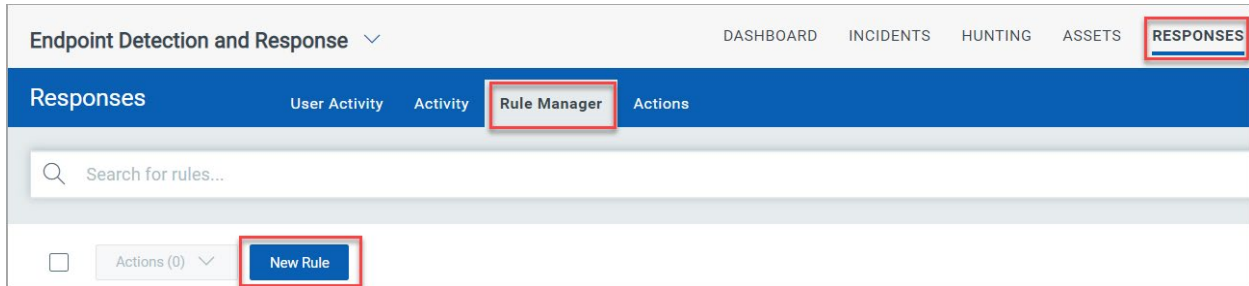 Endpoint Detection and Response DASHBOARD INCIDENTS HUNTING ASSETS RESPONSES
Responses User Activity Activity Rule Manager Actions
Search for rules...
Actions (0) New Rule